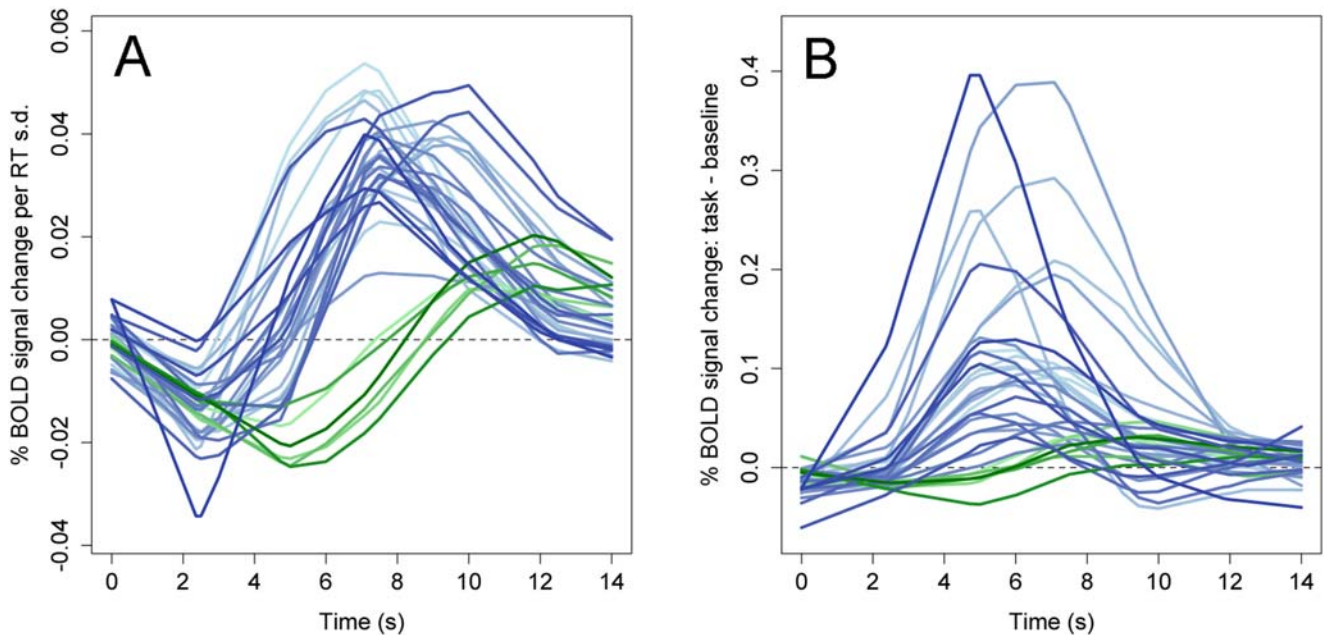 A
% BOLD signal change per RT s.d.
0.06
0.04
0.02
0.00
-0.02
-0.04
0 2 4 6 8 10 12 14
Time (s)
B
% BOLD signal change: task - baseline
0.4
0.3
0.2
0.1
0.0
0 2 4 6 8 10 12 14
Time (s)